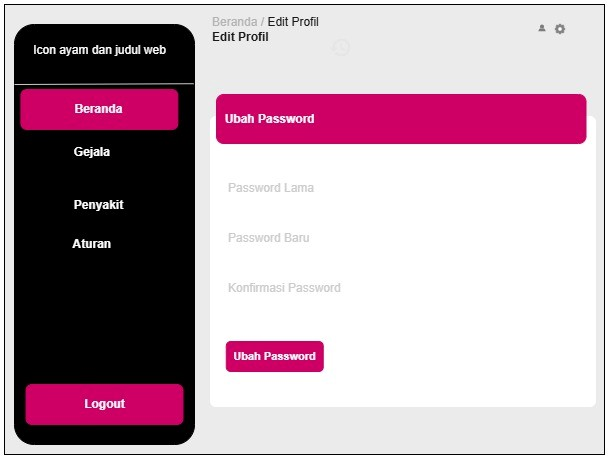 Icon ayam dan judul web
Beranda
Gejala
Penyakit
Aturan
Logout
Beranda / Edit Profil
Edit Profil
Ubah Password
Password Lama
Password Baru
Konfirmasi Password
Ubah Password